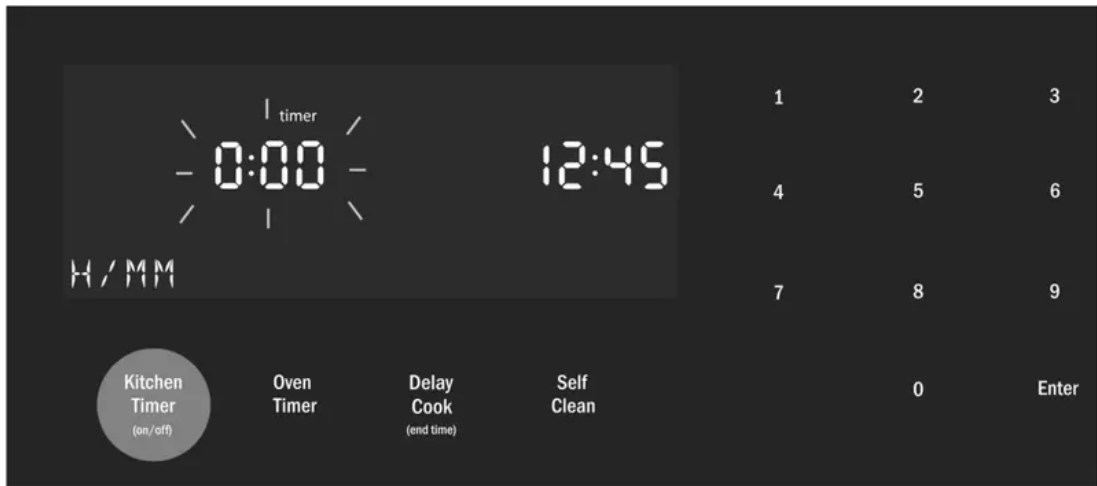 timer
0:00 12:45
H/MM
1 2 3
4 5 6
7 8 9
0 Enter
Kitchen Timer (on/off)
Oven Timer
Delay Cook (end time)
Self Clean